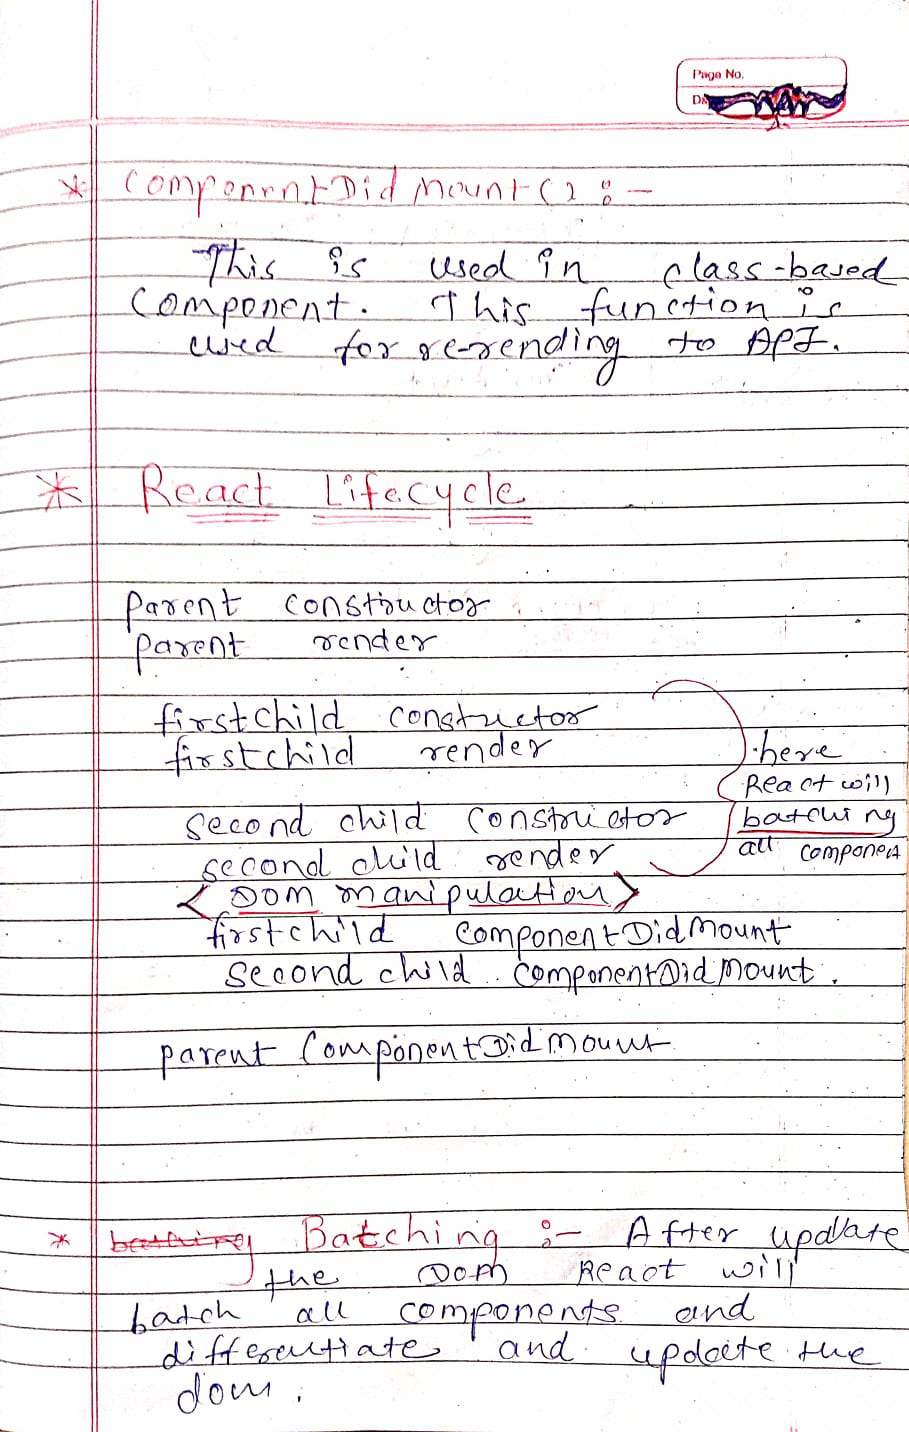 Page No.
* ComponentDid Mount () :-
This is used in class-based
component. This function is
used for re-rending to API.
* React Lifecycle
parent constructor
parent render
firstchild constructor
firstchild render
here
React will
second child constructor
batching
second child render
all component
< DOM manipulation >
firstchild componentDidMount
second child componentDidMount.
parent ComponentDidMount
* batching Batching :- After update
the DOM React will
batch all components and
differentiate and update the
dom.